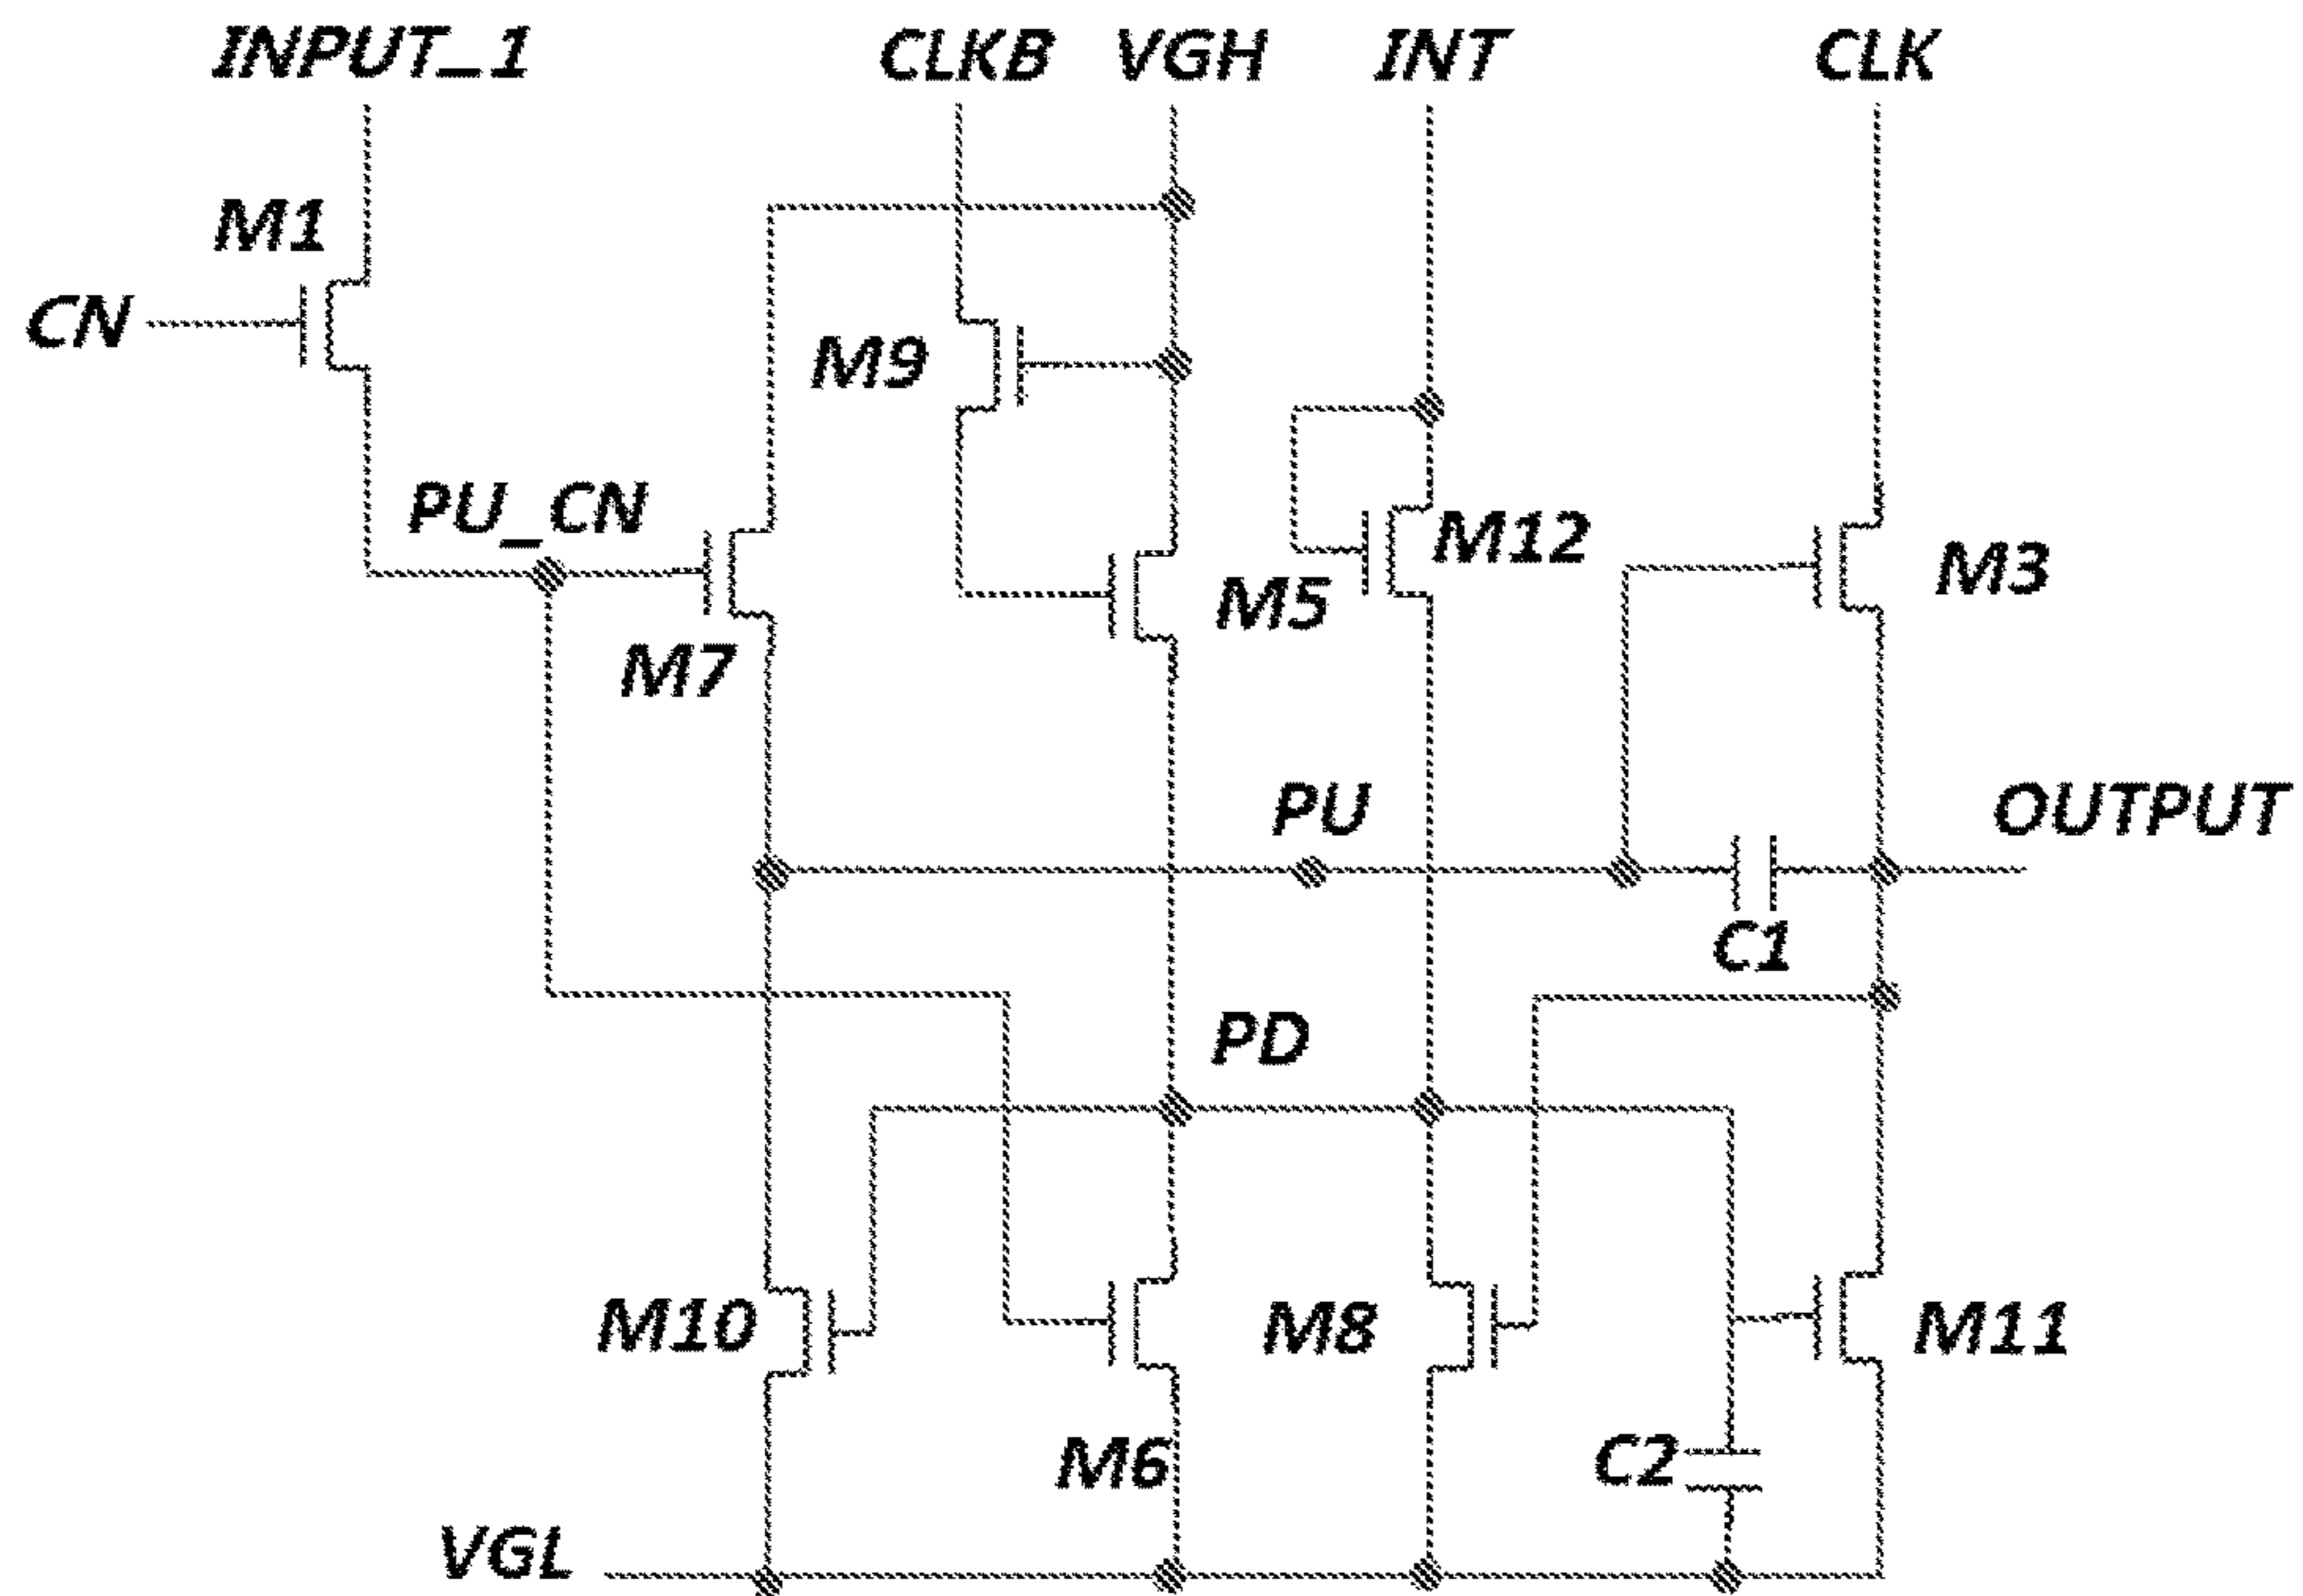 INPUT_1
CLKB
VGH
INT
CLK
M1
CN
M9
PU_CN
M12
M3
M5
M7
PU
OUTPUT
C1
PD
M10
M8
M11
M6
C2
VGL